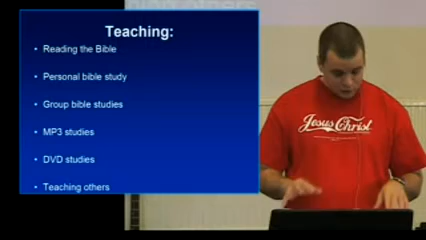 Teaching:
• Reading the Bible
• Personal bible study
• Group bible studies
• MP3 studies
• DVD studies
• Teaching others
Jesus Christ